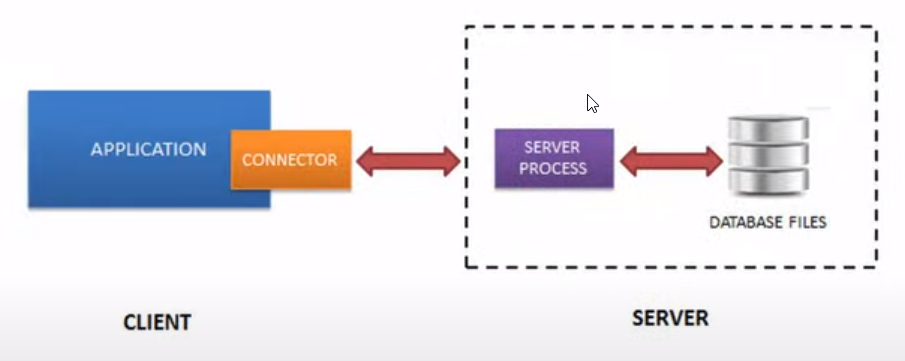 APPLICATION
CONNECTOR
SERVER
PROCESS
DATABASE FILES
CLIENT
SERVER